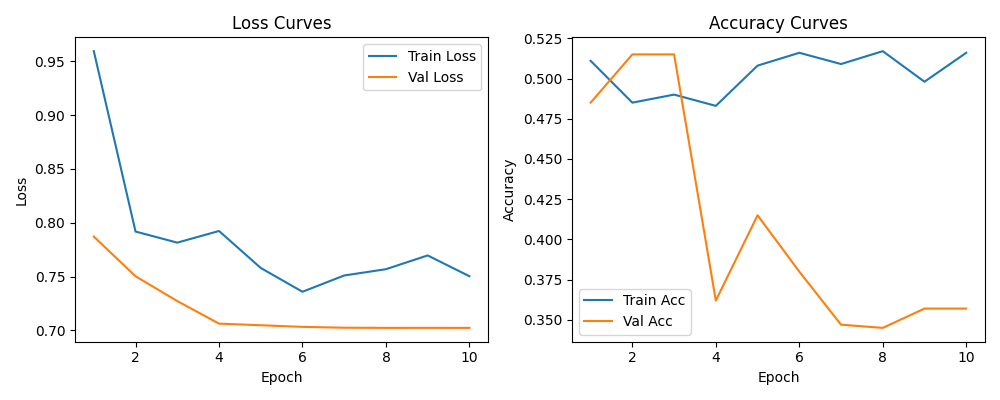 Loss Curves
Train Loss
Val Loss
0.95
0.90
0.85
0.80
0.75
0.70
Loss
2
4
6
8
10
Epoch
Accuracy Curves
0.525
0.500
0.475
0.450
0.425
0.400
0.375
0.350
Accuracy
Train Acc
Val Acc
2
4
6
8
10
Epoch